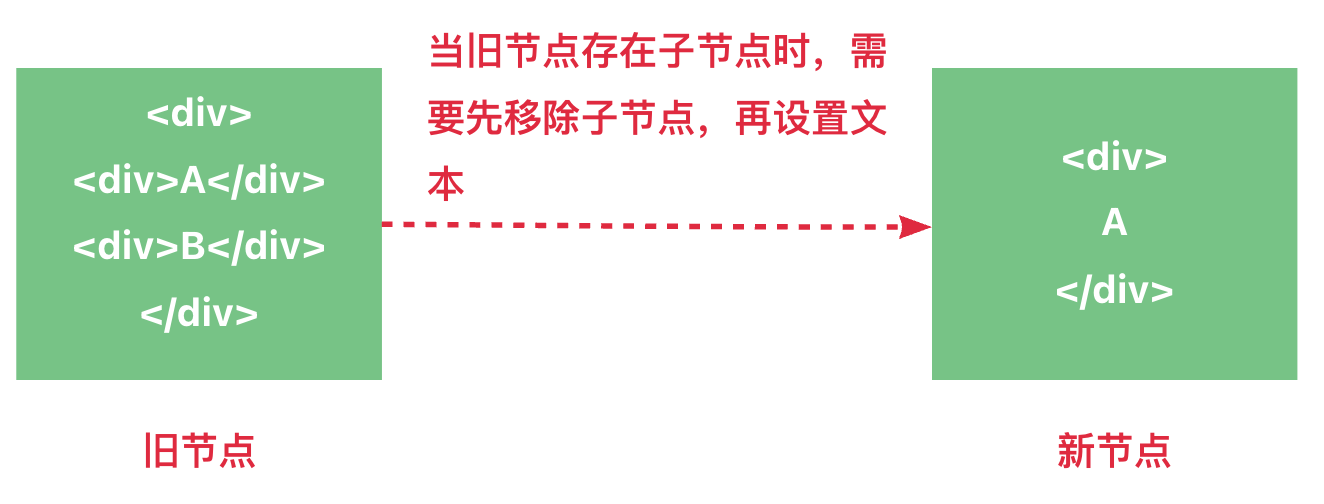 <div>
<div>A</div>
<div>B</div>
</div>
旧节点
当旧节点存在子节点时，需
要先移除子节点，再设置文
本
<div>
A
</div>
新节点